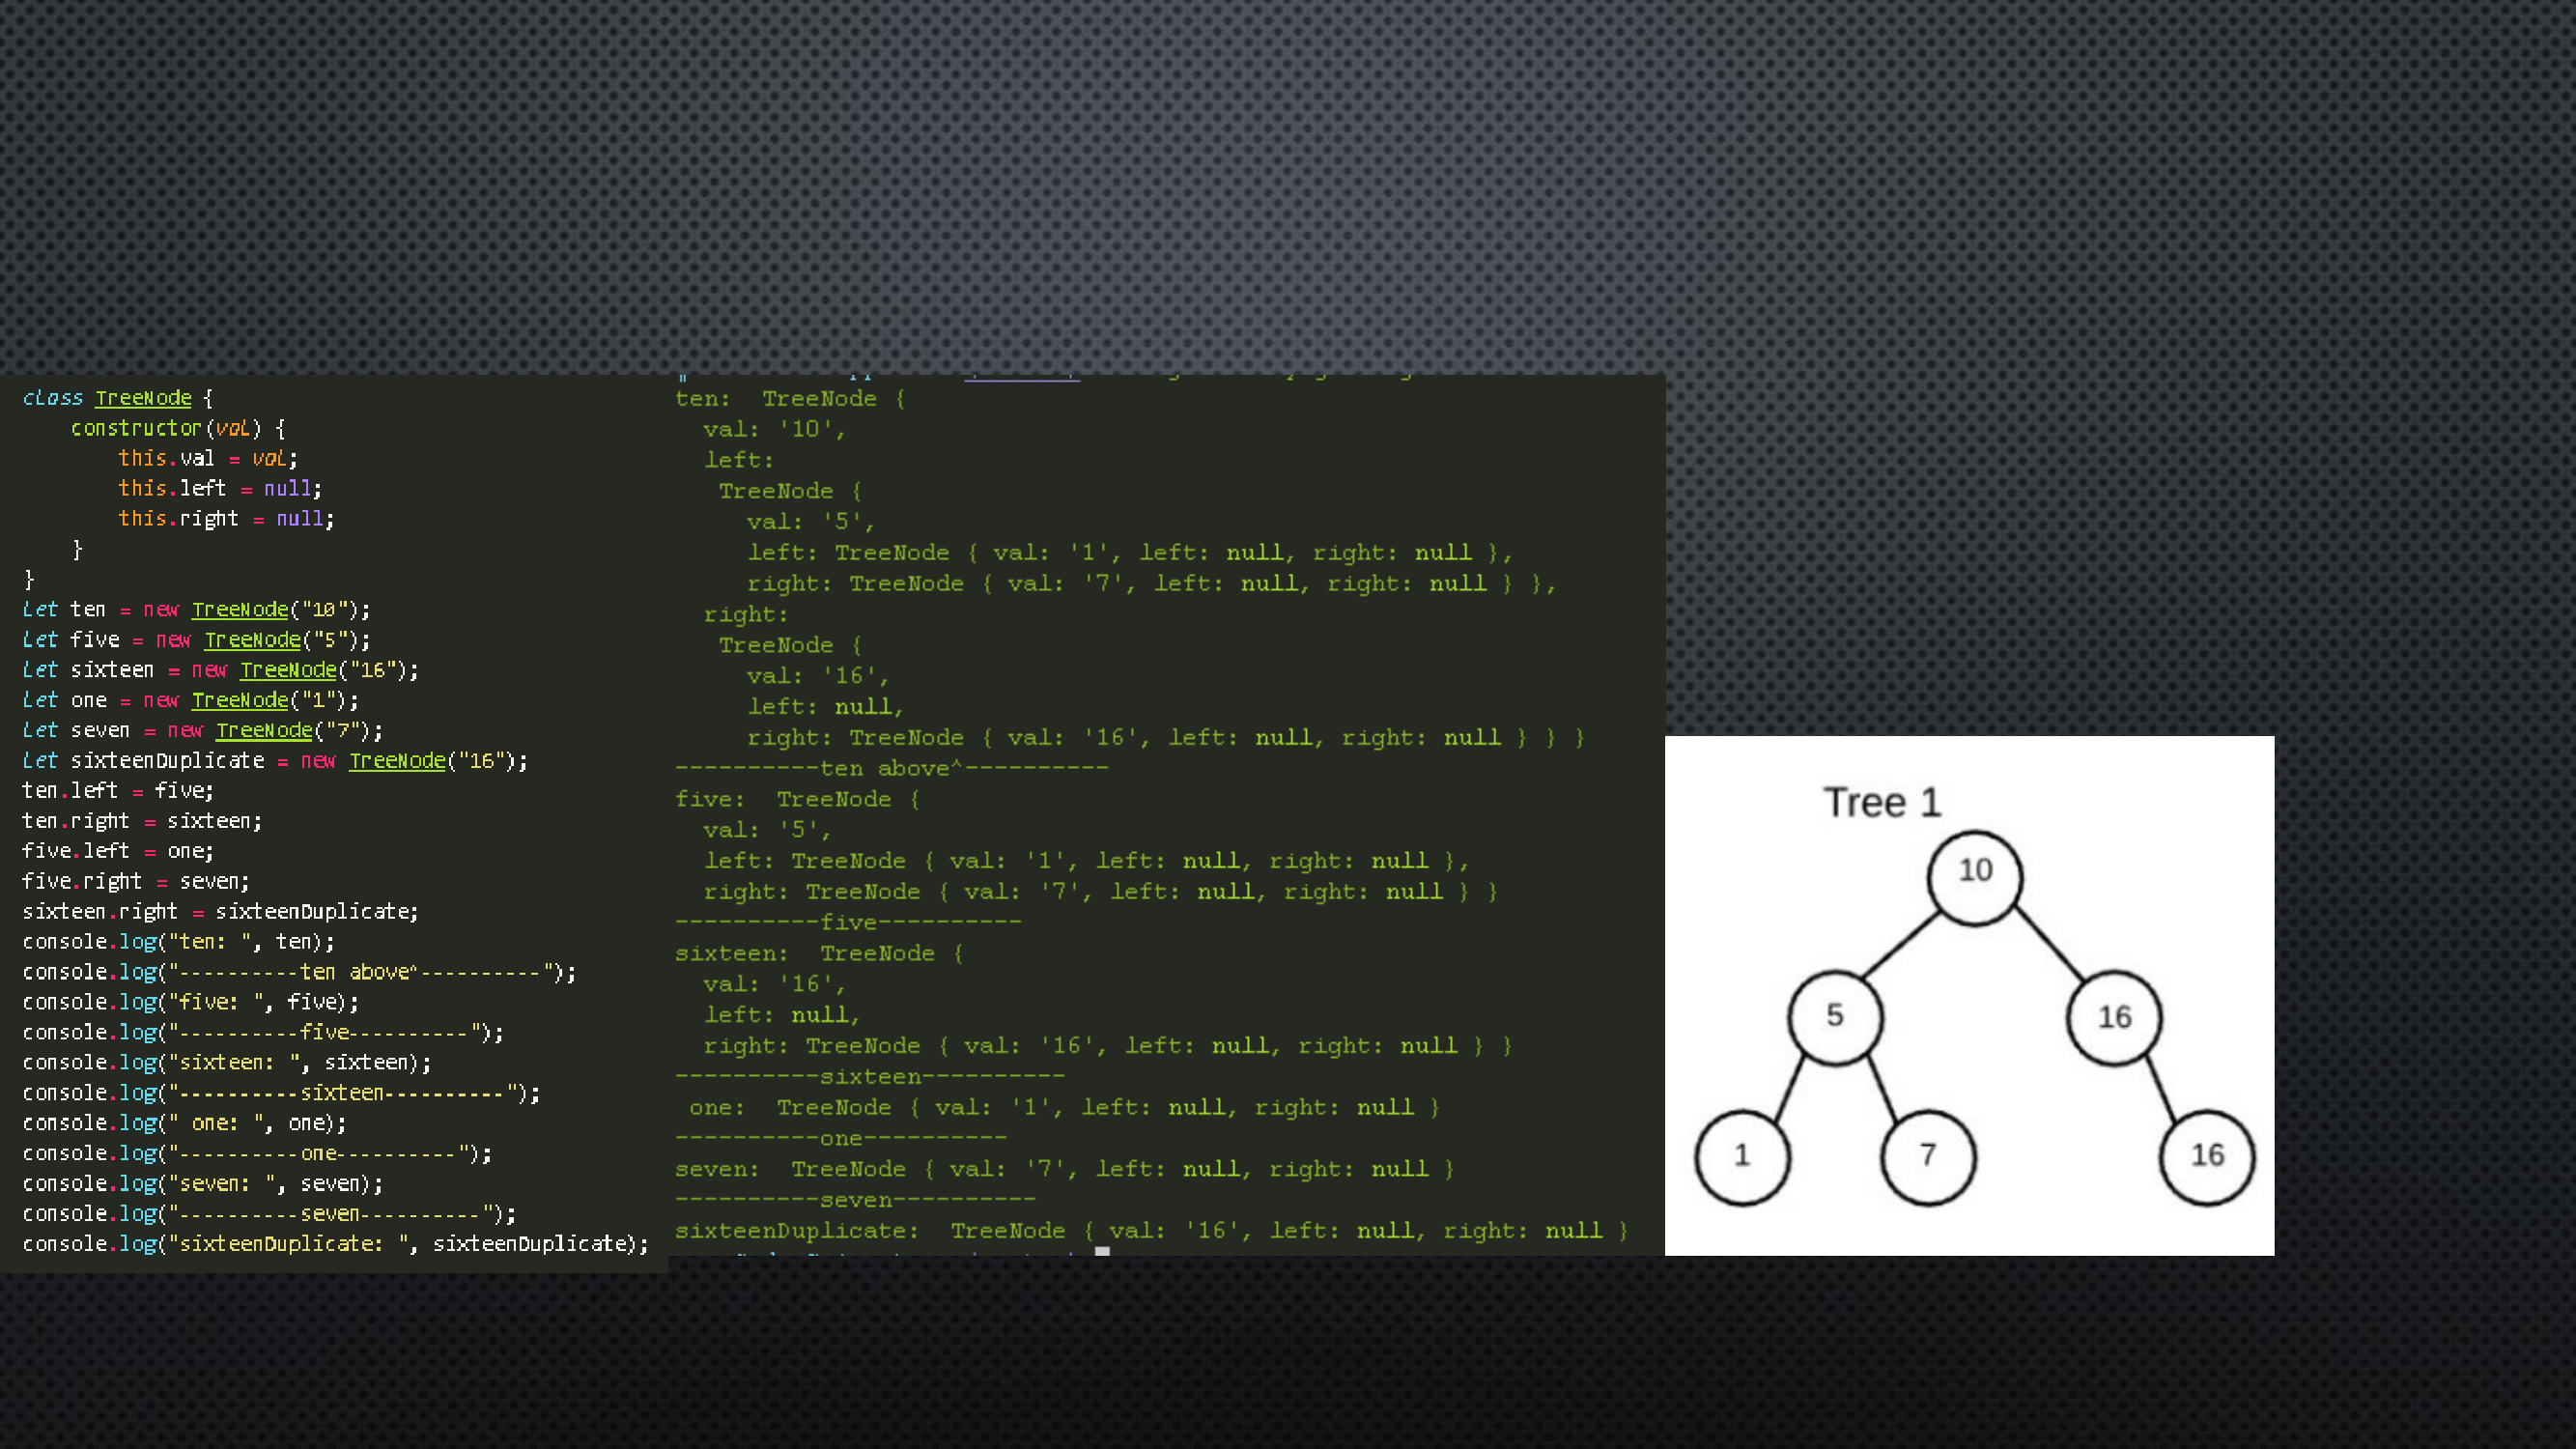 class TreeNode {
    constructor(val) {
        this.val = val;
        this.left = null;
        this.right = null;
    }
}
let ten = new TreeNode("10");
let five = new TreeNode("5");
let sixteen = new TreeNode("16");
let one = new TreeNode("1");
let seven = new TreeNode("7");
let sixteenDuplicate = new TreeNode("16");
ten.left = five;
ten.right = sixteen;
five.left = one;
five.right = seven;
sixteen.right = sixteenDuplicate;
console.log("ten: ", ten);
console.log("----------ten above^----------");
console.log("five: ", five);
console.log("----------five----------");
console.log("sixteen: ", sixteen);
console.log("----------sixteen----------");
console.log(" one: ", one);
console.log("----------one----------");
console.log("seven: ", seven);
console.log("----------seven----------");
console.log("sixteenDuplicate: ", sixteenDuplicate);
ten:  TreeNode {
  val: '10',
  left:
   TreeNode {
     val: '5',
     left: TreeNode { val: '1', left: null, right: null },
     right: TreeNode { val: '7', left: null, right: null } },
  right:
   TreeNode {
     val: '16',
     left: null,
     right: TreeNode { val: '16', left: null, right: null } } }
----------ten above^----------
five:  TreeNode {
  val: '5',
  left: TreeNode { val: '1', left: null, right: null },
  right: TreeNode { val: '7', left: null, right: null } }
----------five----------
sixteen:  TreeNode {
  val: '16',
  left: null,
  right: TreeNode { val: '16', left: null, right: null } }
----------sixteen----------
 one:  TreeNode { val: '1', left: null, right: null }
----------one----------
seven:  TreeNode { val: '7', left: null, right: null }
----------seven----------
sixteenDuplicate:  TreeNode { val: '16', left: null, right: null }
Tree 1
10
5 16
1 7 16